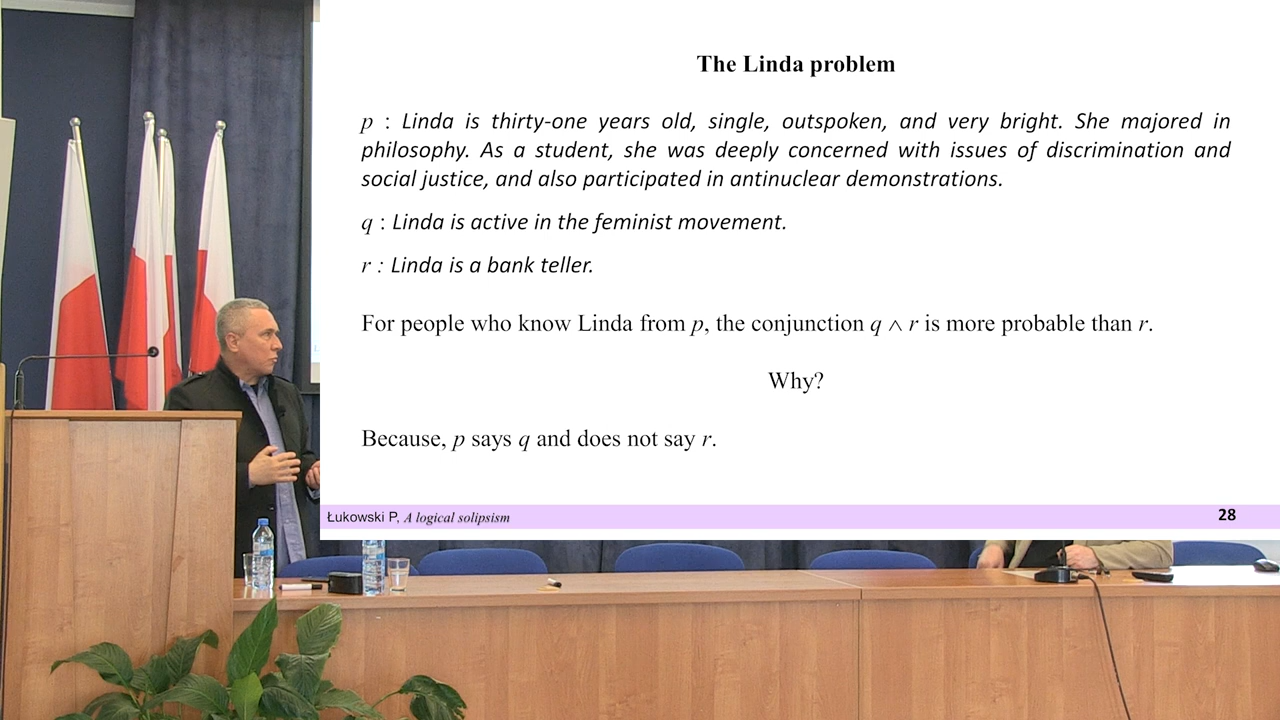 The Linda problem
p : Linda is thirty-one years old, single, outspoken, and very bright. She majored in
philosophy. As a student, she was deeply concerned with issues of discrimination and
social justice, and also participated in antinuclear demonstrations.
q : Linda is active in the feminist movement.
r : Linda is a bank teller.
For people who know Linda from p, the conjunction q ∧ r is more probable than r.
Why?
Because, p says q and does not say r.
Łukowski P, A logical solipsism
28